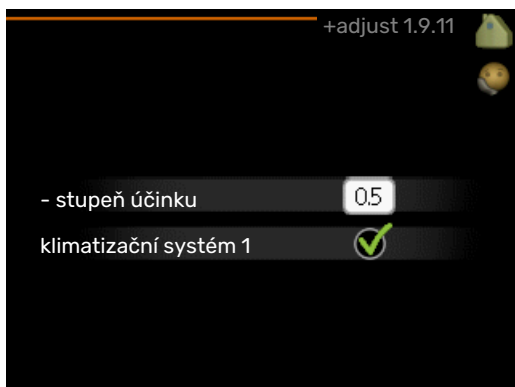 +adjust 1.9.11
- stupeň účinku
0.5
klimatizační systém 1